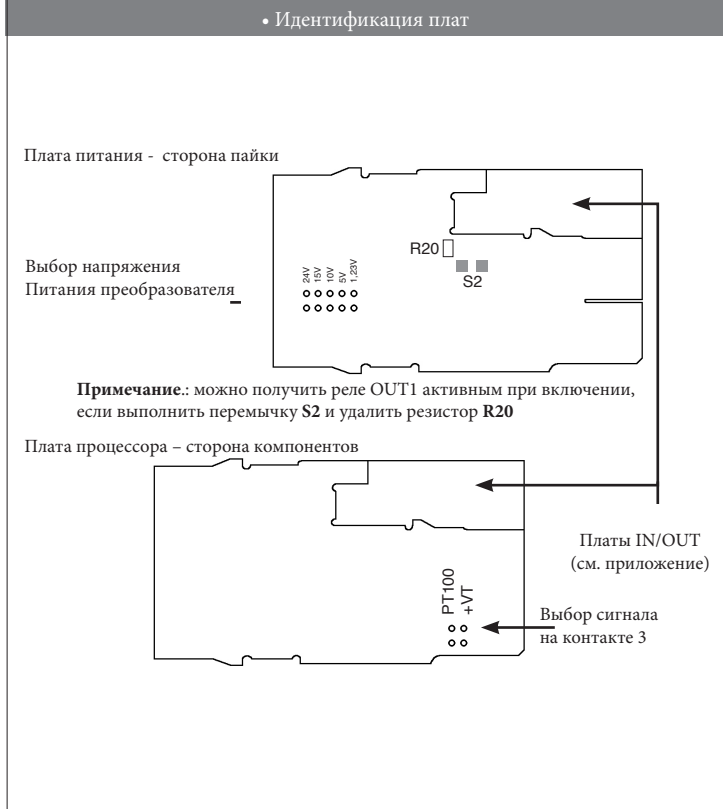 • Идентификация плат
Плата питания - сторона пайки
R20
S2
Выбор напряжения
Питания преобразователя
24V
15V
10V
5V
1,23V
Примечание.: можно получить реле OUT1 активным при включении,
если выполнить перемычку S2 и удалить резистор R20
Плата процессора – сторона компонентов
Платы IN/OUT
(см. приложение)
PT100
+VT
Выбор сигнала
на контакте 3